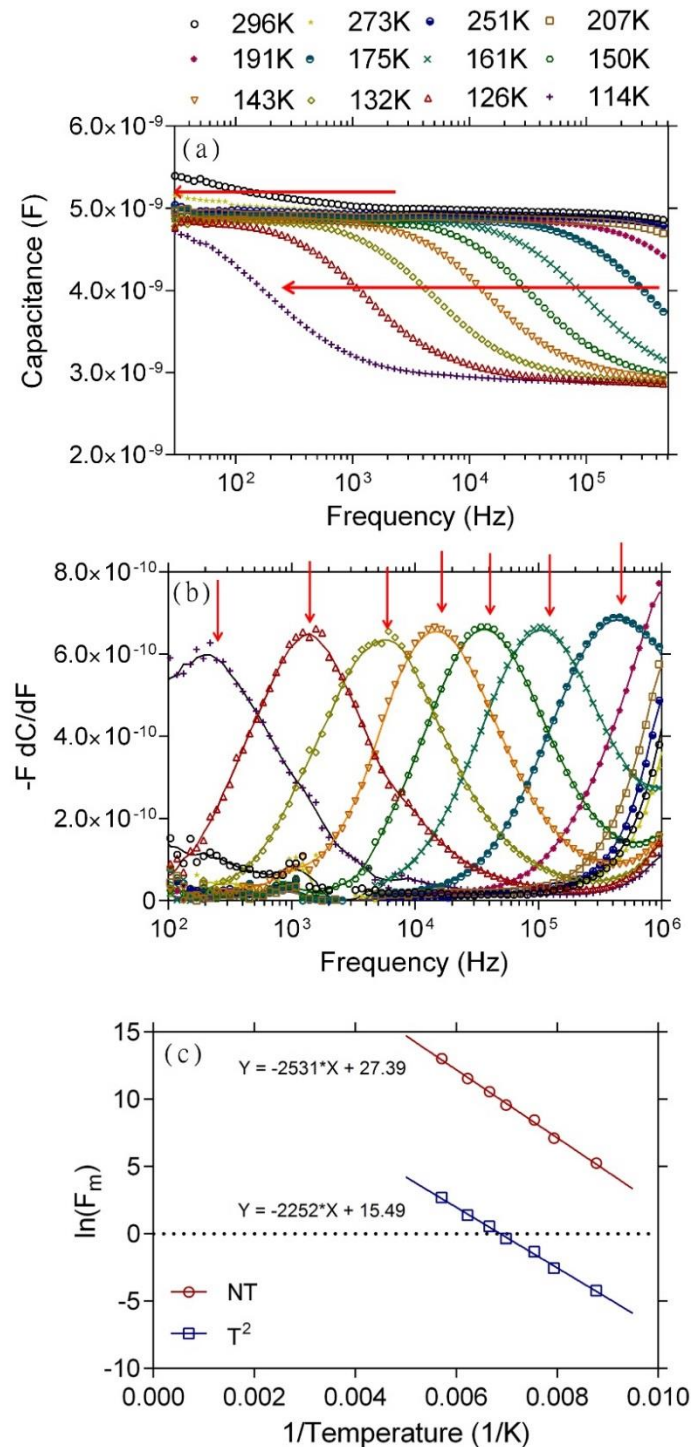 296K 273K 251K 207K
191K 175K 161K 150K
143K 132K 126K 114K
(a)
6.0×10⁻⁹
5.0×10⁻⁹
4.0×10⁻⁹
3.0×10⁻⁹
2.0×10⁻⁹
Capacitance (F)
10² 10³ 10⁴ 10⁵
Frequency (Hz)
(b)
8.0×10⁻¹⁰
6.0×10⁻¹⁰
4.0×10⁻¹⁰
2.0×10⁻¹⁰
0
-F dC/dF
10² 10³ 10⁴ 10⁵ 10⁶
Frequency (Hz)
(c)
15
10
5
0
-5
-10
ln(Fₘ)
Y = -2531*X + 27.39
Y = -2252*X + 15.49
NT
T²
0.000 0.002 0.004 0.006 0.008 0.010
1/Temperature (1/K)